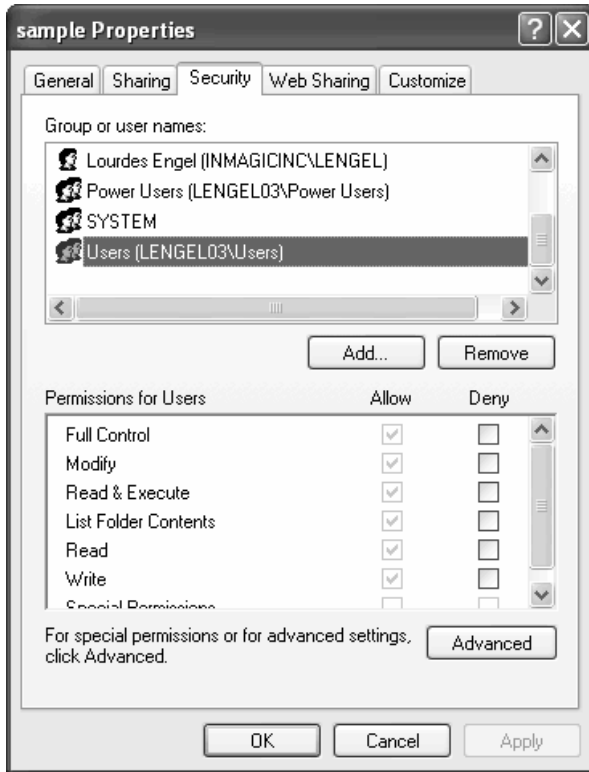 sample Properties
General Sharing Security Web Sharing Customize
Group or user names:
Lourdes Engel (INMAGICINC\LENGEL)
Power Users (LENGEL03\Power Users)
SYSTEM
Users (LENGEL03\Users)
Add... Remove
Permissions for Users Allow Deny
Full Control
Modify
Read & Execute
List Folder Contents
Read
Write
Special Permissions
For special permissions or for advanced settings,
click Advanced.
Advanced
OK Cancel Apply